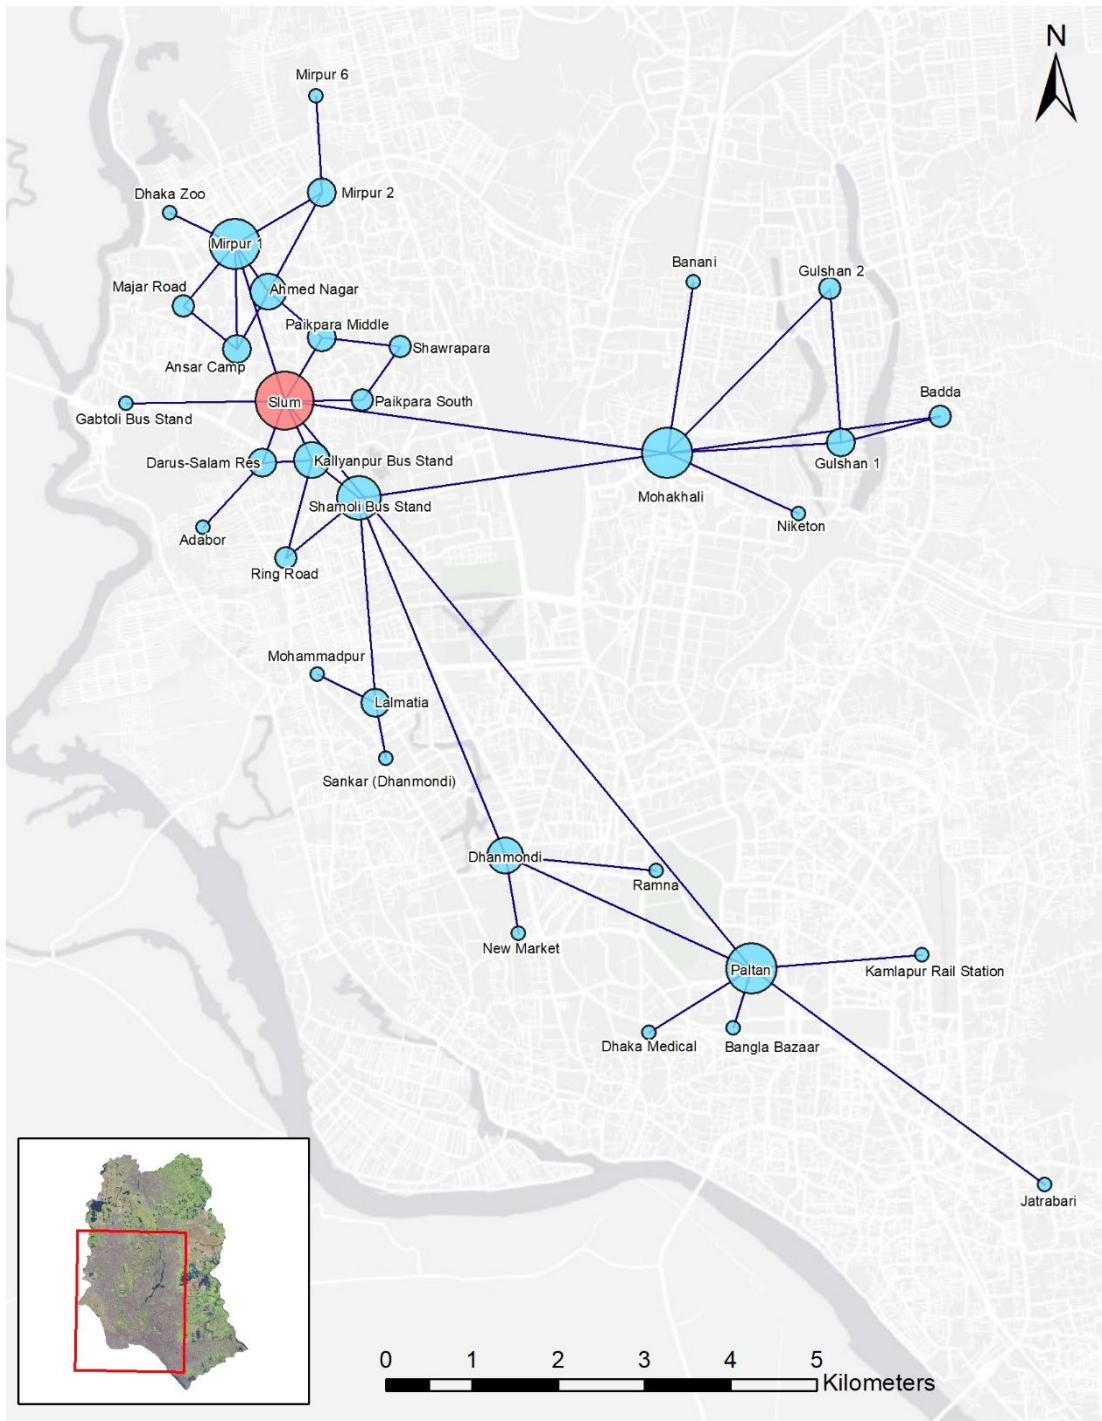 N
Mirpur 6
Dhaka Zoo
Mirpur 2
Mirpur 1
Banani
Gulshan 2
Majar Road
Ahmed Nagar
Paikpara Middle
Shawrapara
Ansar Camp
Slum
Paikpara South
Badda
Gabtoli Bus Stand
Darus-Salam Res
Kallyanpur Bus Stand
Gulshan 1
Mohakhali
Shamoli Bus Stand
Niketon
Adabor
Ring Road
Mohammadpur
Lalmatia
Sankar (Dhanmondi)
Dhanmondi
Ramna
New Market
Paltan
Kamlapur Rail Station
Dhaka Medical
Bangla Bazaar
Jatrabari
0 1 2 3 4 5
Kilometers